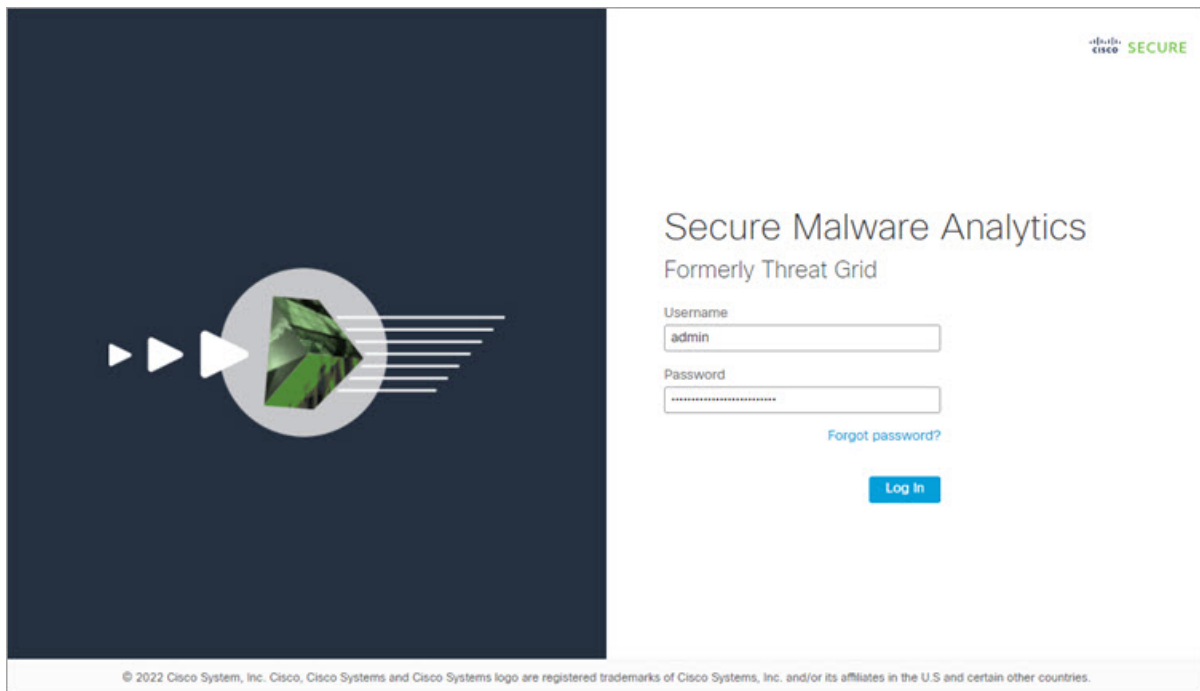 CISCO SECURE
Secure Malware Analytics
Formerly Threat Grid
Username
admin
Password
Forgot password?
Log In
© 2022 Cisco System, Inc. Cisco, Cisco Systems and Cisco Systems logo are registered trademarks of Cisco Systems, Inc. and/or its affiliates in the U.S and certain other countries.